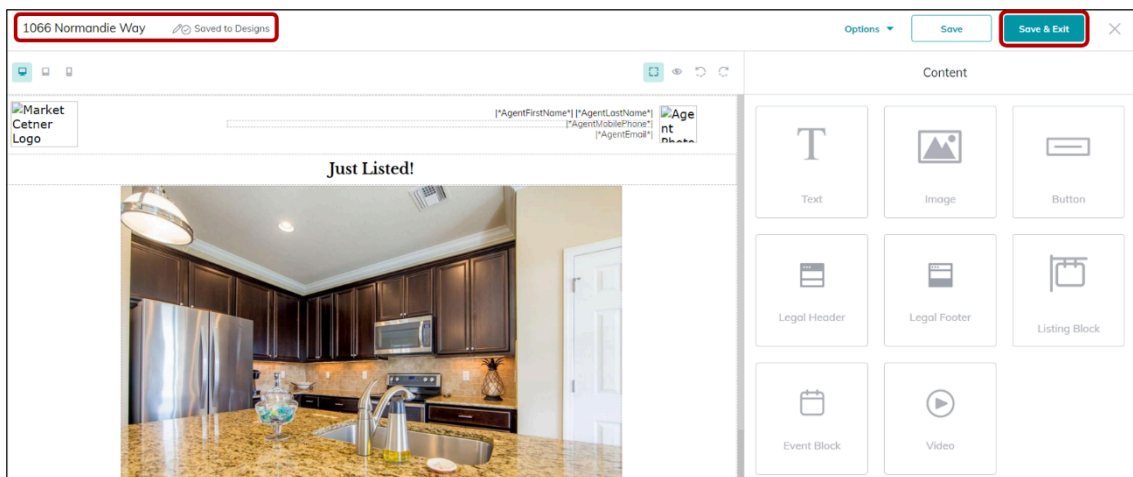 1066 Normandie Way Saved to Designs Options Save Save & Exit
Content
Market
Cetner
Logo
|*AgentFirstName*| |*AgentLastName*|
|*AgentMobilePhone*|
|*AgentEmail*|
Age
nt
Photo
Just Listed!
Text Image Button
Legal Header Legal Footer Listing Block
Event Block Video